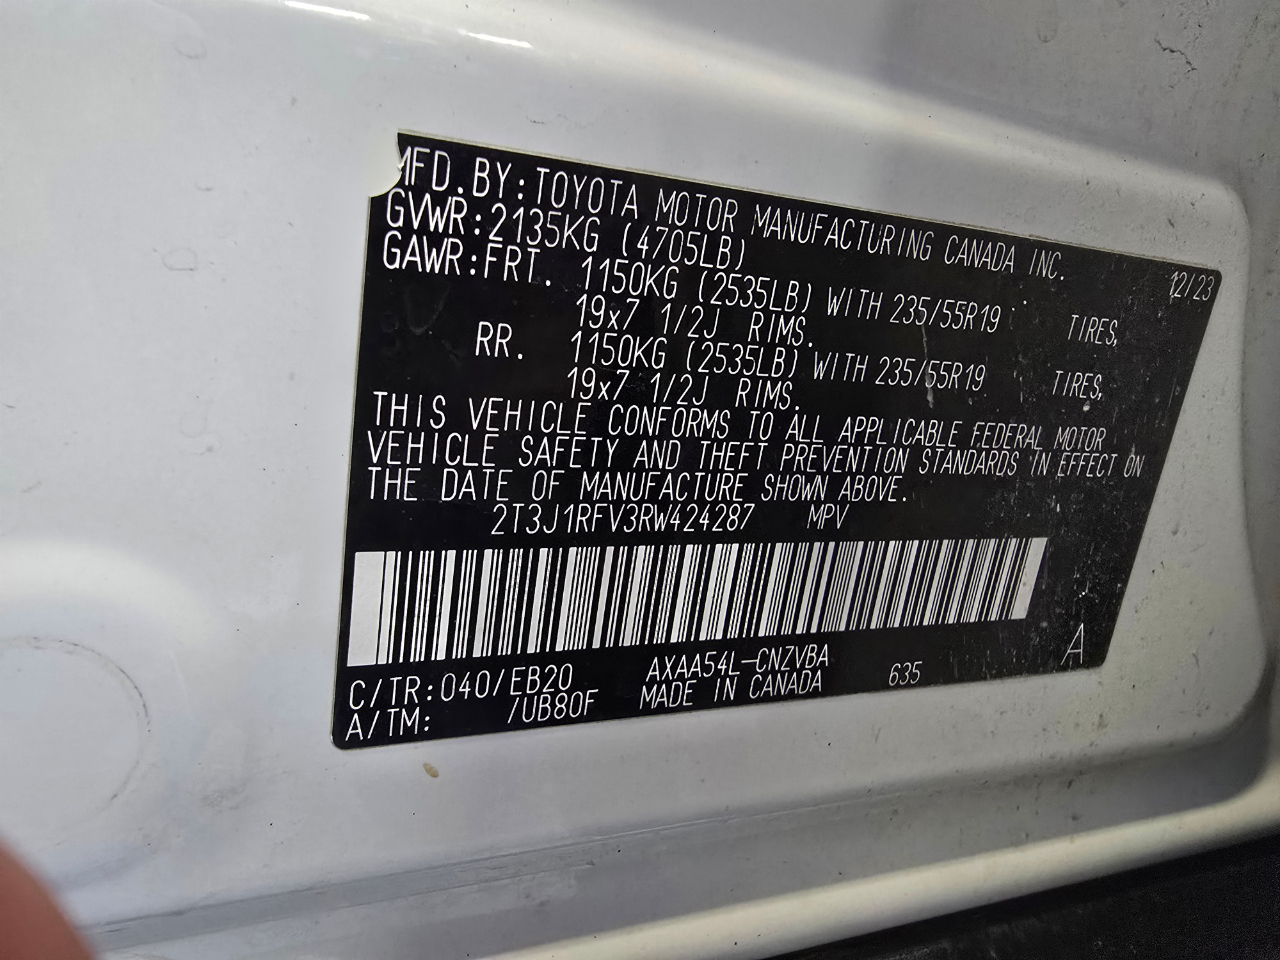 MFD.BY:TOYOTA MOTOR MANUFACTURING CANADA INC. 12/23
GVWR:2135KG (4705LB)
GAWR:FRT. 1150KG (2535LB) WITH 235/55R19 TIRES,
19x7 1/2J RIMS.
RR. 1150KG (2535LB) WITH 235/55R19 TIRES,
19x7 1/2J RIMS.
THIS VEHICLE CONFORMS TO ALL APPLICABLE FEDERAL MOTOR
VEHICLE SAFETY AND THEFT PREVENTION STANDARDS IN EFFECT ON
THE DATE OF MANUFACTURE SHOWN ABOVE.
2T3J1RFV3RW424287 MPV
A
C/TR:040/EB20 AXAA54L-CNZVBA 635
A/TM: /UB80F MADE IN CANADA